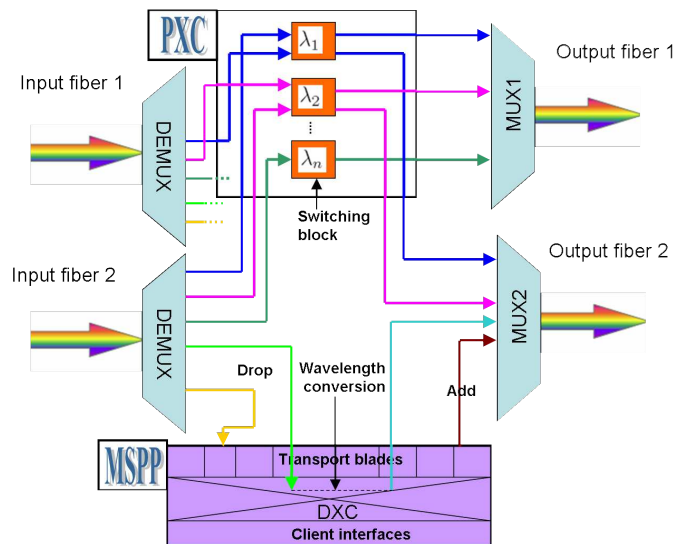 PXC
λ1
Input fiber 1
Output fiber 1
DEMUX
λ2
MUX1
λn
Switching
block
Input fiber 2
Output fiber 2
DEMUX
MUX2
Drop
Wavelength
conversion
Add
MSPP
Transport blades
DXC
Client interfaces